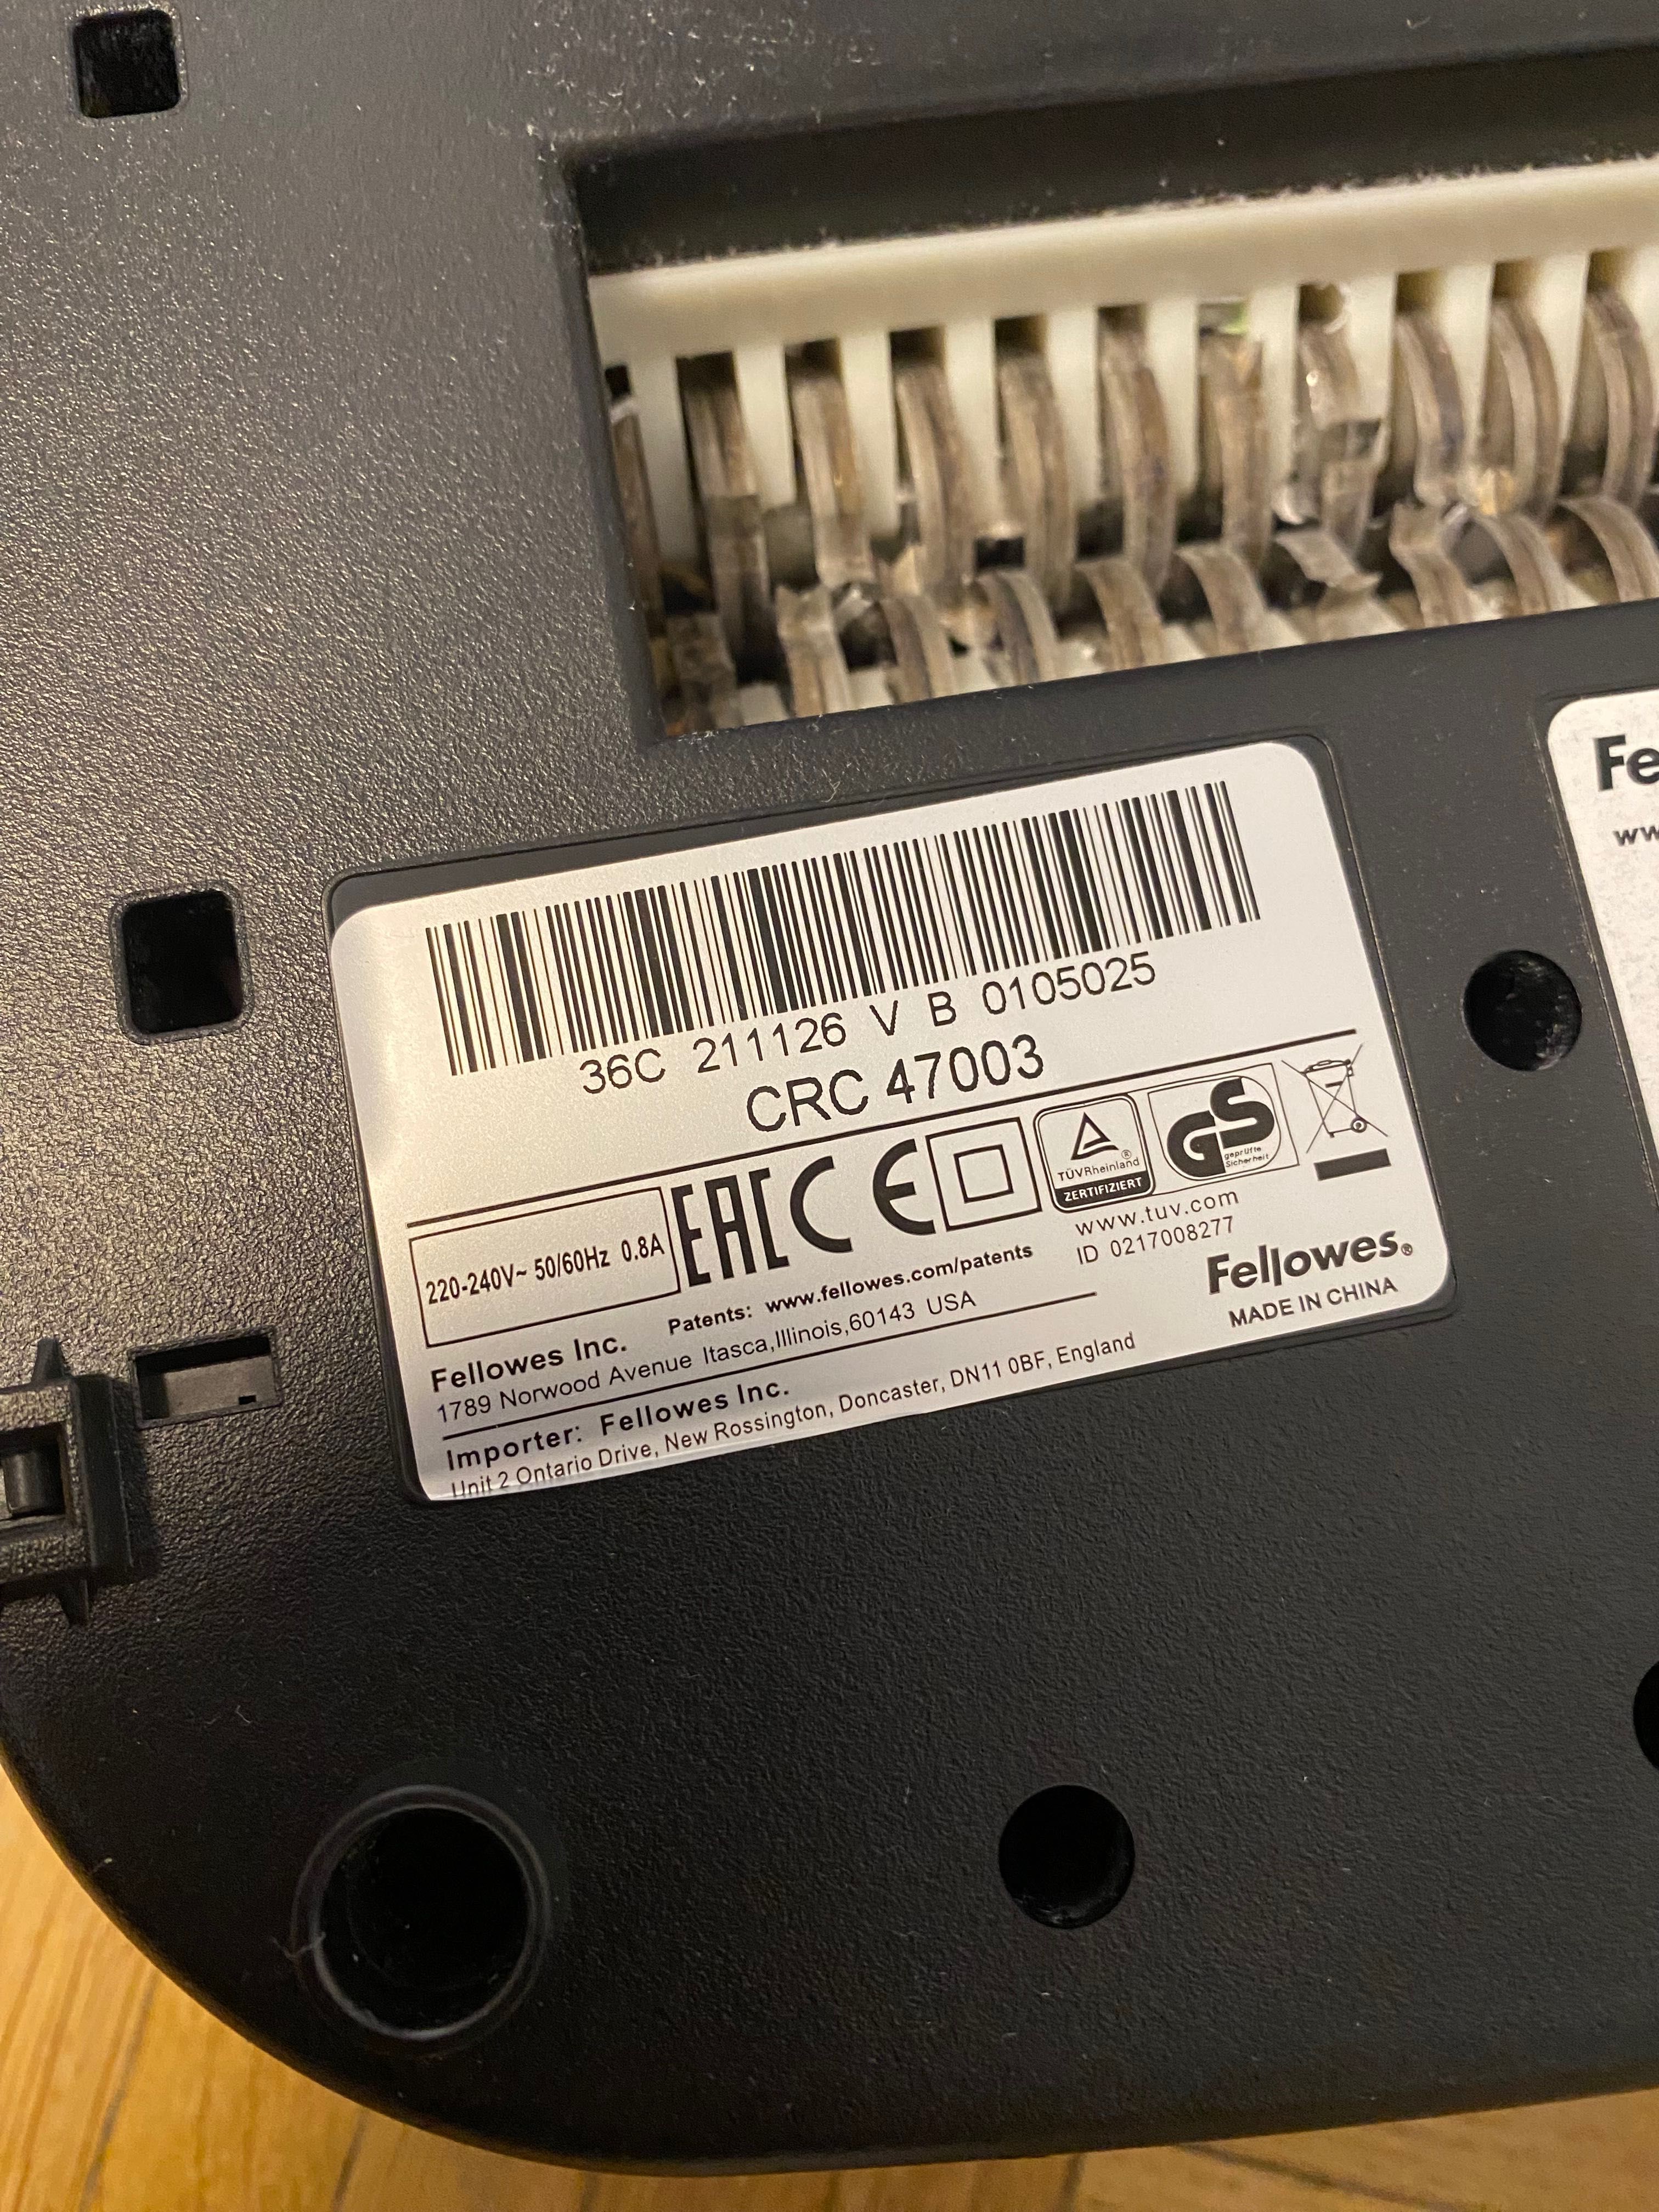 36C 211126 V B 0105025
CRC 47003
220-240V~ 50/60Hz 0.8A
EAC CE
TÜVRheinland®
ZERTIFIZIERT
GS
geprüfte
Sicherheit
www.tuv.com
ID 0217008277
Patents: www.fellowes.com/patents
Fellowes®
MADE IN CHINA
Fellowes Inc.
1789 Norwood Avenue Itasca,Illinois,60143 USA
Importer: Fellowes Inc.
Unit 2 Ontario Drive, New Rossington, Doncaster, DN11 0BF, England
Fe
ww